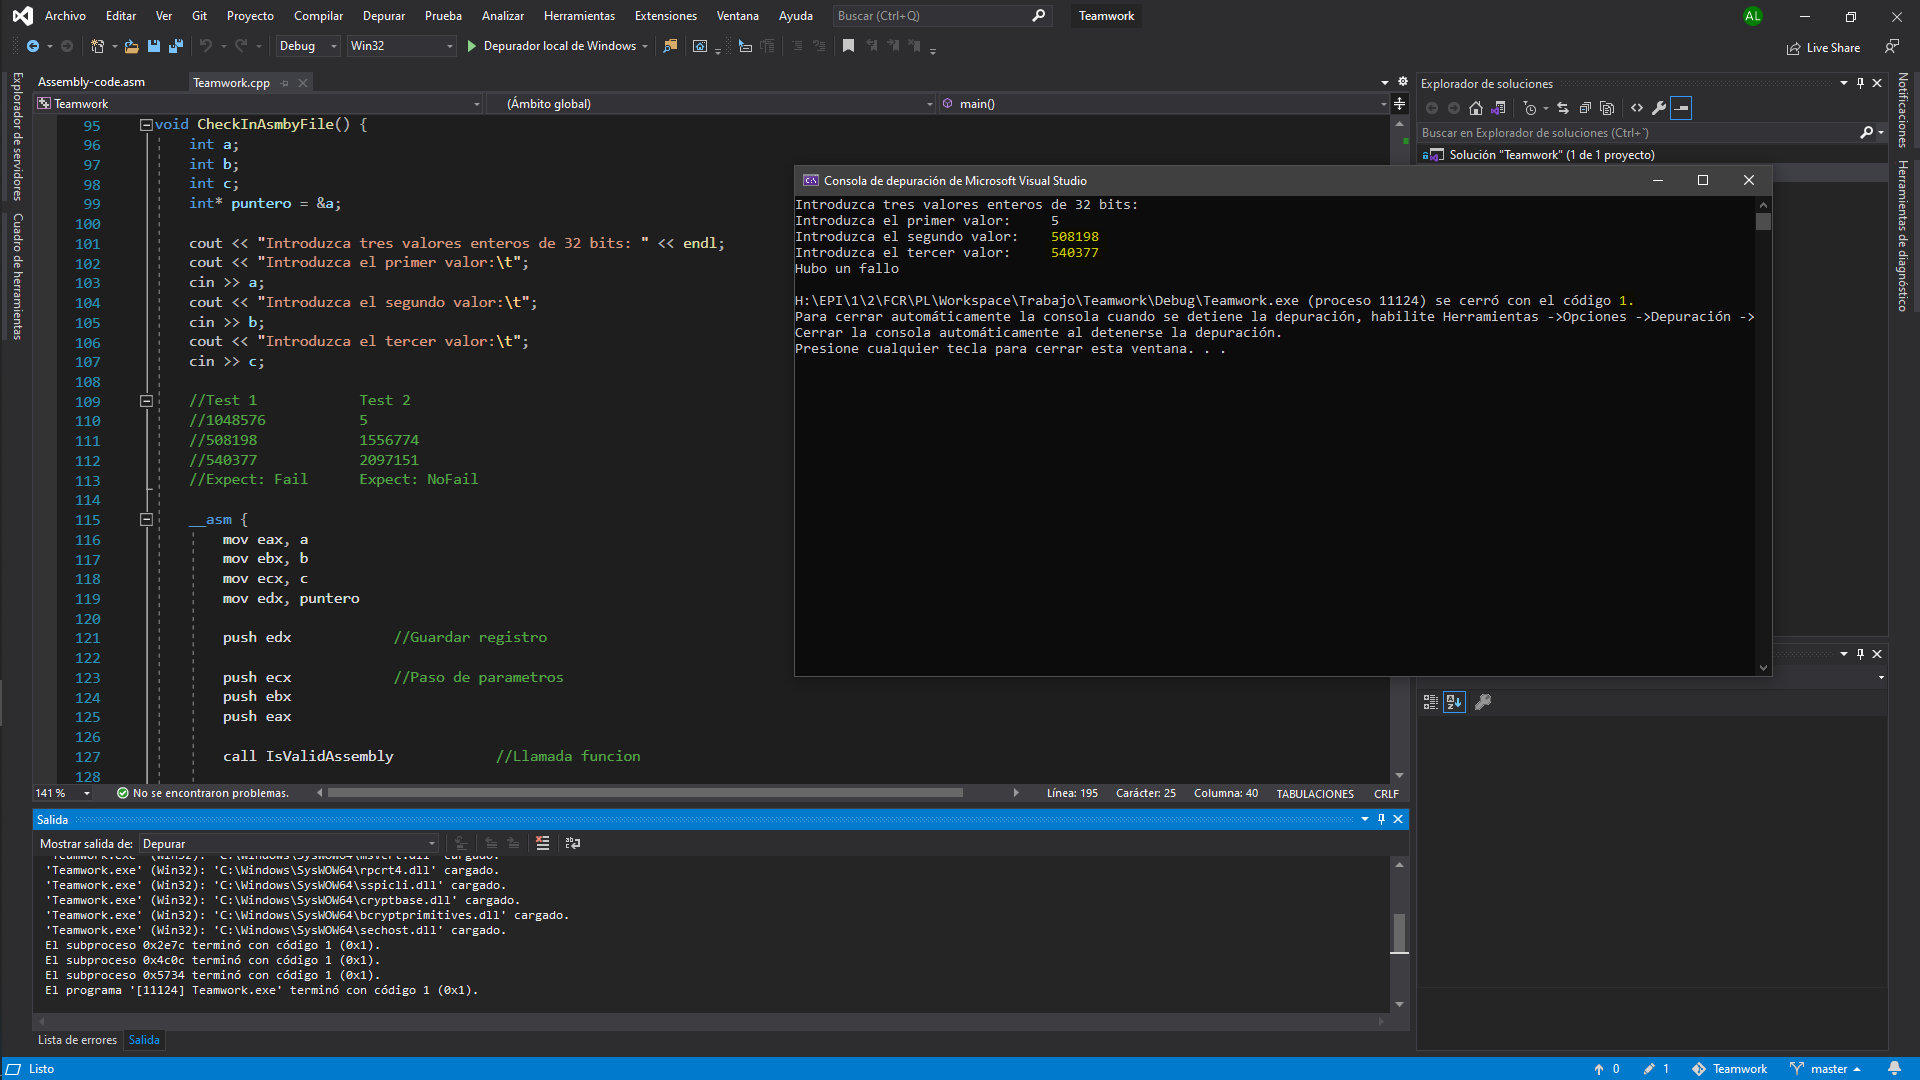 Archivo Editar Ver Git Proyecto Compilar Depurar Prueba Analizar Herramientas Extensiones Ventana Ayuda Buscar (Ctrl+Q) Teamwork AL
Debug Win32 Depurador local de Windows Live Share
Explorador de servidores
Cuadro de herramientas
Assembly-code.asm Teamwork.cpp
Teamwork (Ámbito global) main()
95 void CheckInAsmbyFile() {
96 int a;
97 int b;
98 int c;
99 int* puntero = &a;
100
101 cout << "Introduzca tres valores enteros de 32 bits: " << endl;
102 cout << "Introduzca el primer valor:\t";
103 cin >> a;
104 cout << "Introduzca el segundo valor:\t";
105 cin >> b;
106 cout << "Introduzca el tercer valor:\t";
107 cin >> c;
108
109 //Test 1 Test 2
110 //1048576 5
111 //508198 1556774
112 //540377 2097151
113 //Expect: Fail Expect: NoFail
114
115 __asm {
116 mov eax, a
117 mov ebx, b
118 mov ecx, c
119 mov edx, puntero
120
121 push edx //Guardar registro
122
123 push ecx //Paso de parametros
124 push ebx
125 push eax
126
127 call IsValidAssembly //Llamada funcion
128
141 % No se encontraron problemas. Línea: 195 Carácter: 25 Columna: 40 TABULACIONES CRLF
Consola de depuración de Microsoft Visual Studio
Introduzca tres valores enteros de 32 bits:
Introduzca el primer valor: 5
Introduzca el segundo valor: 508198
Introduzca el tercer valor: 540377
Hubo un fallo
H:\EPI\1\2\FCR\PL\Workspace\Trabajo\Teamwork\Debug\Teamwork.exe (proceso 11124) se cerró con el código 1.
Para cerrar automáticamente la consola cuando se detiene la depuración, habilite Herramientas ->Opciones ->Depuración ->
Cerrar la consola automáticamente al detenerse la depuración.
Presione cualquier tecla para cerrar esta ventana. . .
Explorador de soluciones
Buscar en Explorador de soluciones (Ctrl+´)
Solución "Teamwork" (1 de 1 proyecto)
Notificaciones
Herramientas de diagnóstico
Salida
Mostrar salida de: Depurar
'Teamwork.exe' (Win32): 'C:\Windows\SysWOW64\msvcrt.dll' cargado.
'Teamwork.exe' (Win32): 'C:\Windows\SysWOW64\rpcrt4.dll' cargado.
'Teamwork.exe' (Win32): 'C:\Windows\SysWOW64\sspicli.dll' cargado.
'Teamwork.exe' (Win32): 'C:\Windows\SysWOW64\cryptbase.dll' cargado.
'Teamwork.exe' (Win32): 'C:\Windows\SysWOW64\bcryptprimitives.dll' cargado.
'Teamwork.exe' (Win32): 'C:\Windows\SysWOW64\sechost.dll' cargado.
El subproceso 0x2e7c terminó con código 1 (0x1).
El subproceso 0x4c0c terminó con código 1 (0x1).
El subproceso 0x5734 terminó con código 1 (0x1).
El programa '[11124] Teamwork.exe' terminó con código 1 (0x1).
Lista de errores Salida
Listo 0 1 Teamwork master